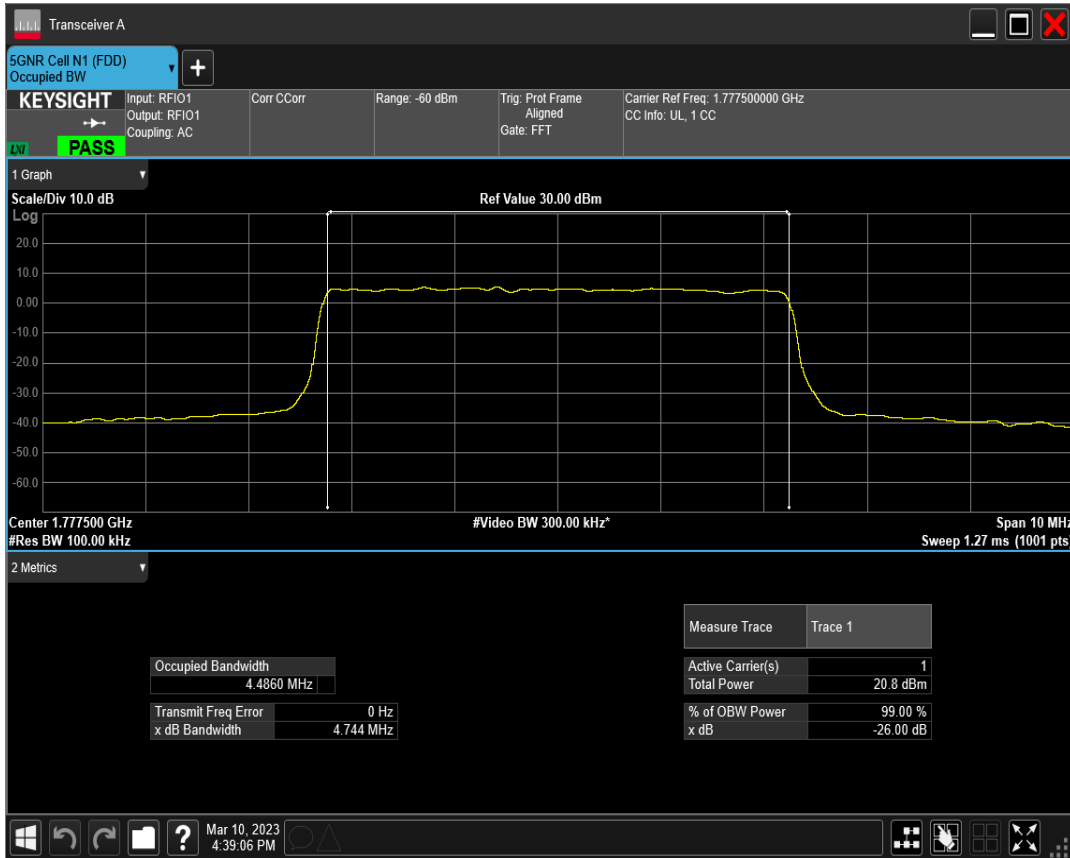 Transceiver A
5GNR Cell N1 (FDD)
Occupied BW
+
KEYSIGHT
LXI
PASS
Input: RFIO1
Output: RFIO1
Coupling: AC
Corr CCorr
Range: -60 dBm
Trig: Prot Frame
Aligned
Gate: FFT
Carrier Ref Freq: 1.777500000 GHz
CC Info: UL, 1 CC
1 Graph
Scale/Div 10.0 dB
Ref Value 30.00 dBm
Log
20.0
10.0
0.00
-10.0
-20.0
-30.0
-40.0
-50.0
-60.0
Center 1.777500 GHz
#Video BW 300.00 kHz*
Span 10 MHz
#Res BW 100.00 kHz
Sweep 1.27 ms (1001 pts)
2 Metrics
Measure Trace Trace 1
Occupied Bandwidth
4.4860 MHz
Active Carrier(s) 1
Total Power 20.8 dBm
Transmit Freq Error 0 Hz
x dB Bandwidth 4.744 MHz
% of OBW Power 99.00 %
x dB -26.00 dB
?
Mar 10, 2023
4:39:06 PM